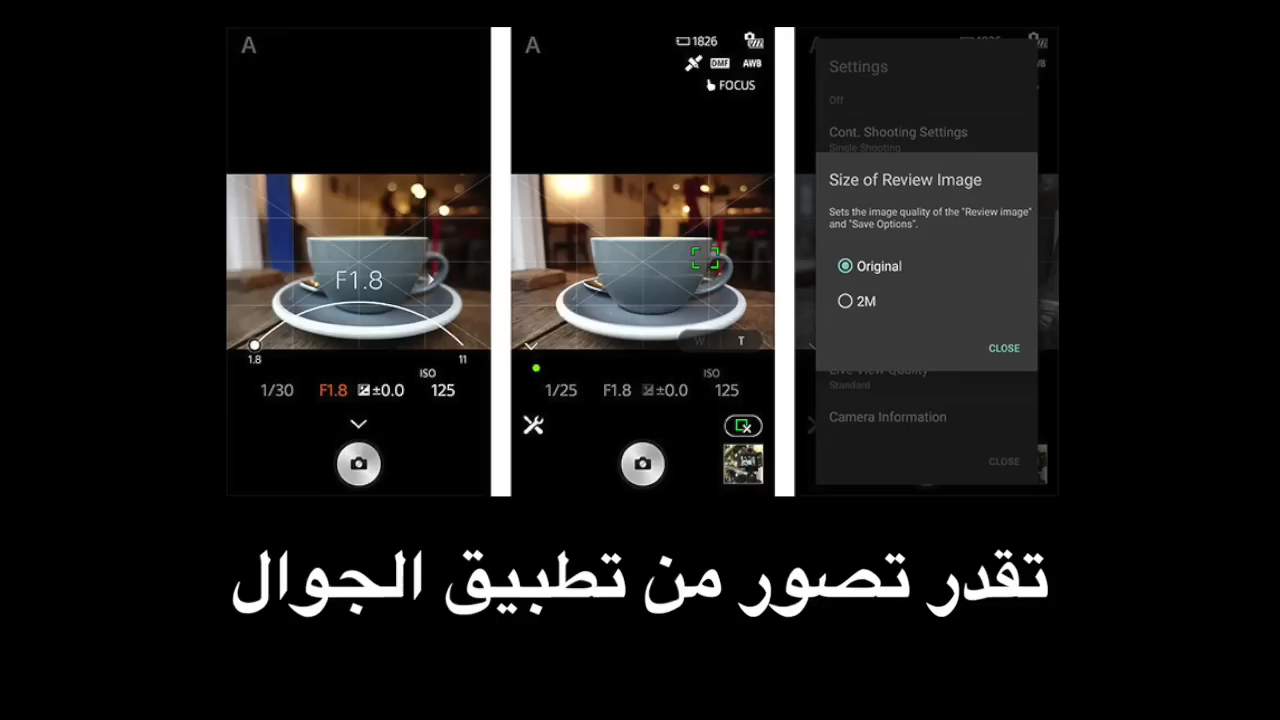 A
F1.8
1.8
11
ISO
1/30 F1.8 ±0.0 125
A
1826
DMF AWB
FOCUS
W T
ISO
1/25 F1.8 ±0.0 125
Settings
Off
Cont. Shooting Settings
Single Shooting
Size of Review Image
Sets the image quality of the "Review image"
and "Save Options".
Original
2M
CLOSE
Live View Quality
Standard
Camera Information
CLOSE
تقدر تصور من تطبيق الجوال